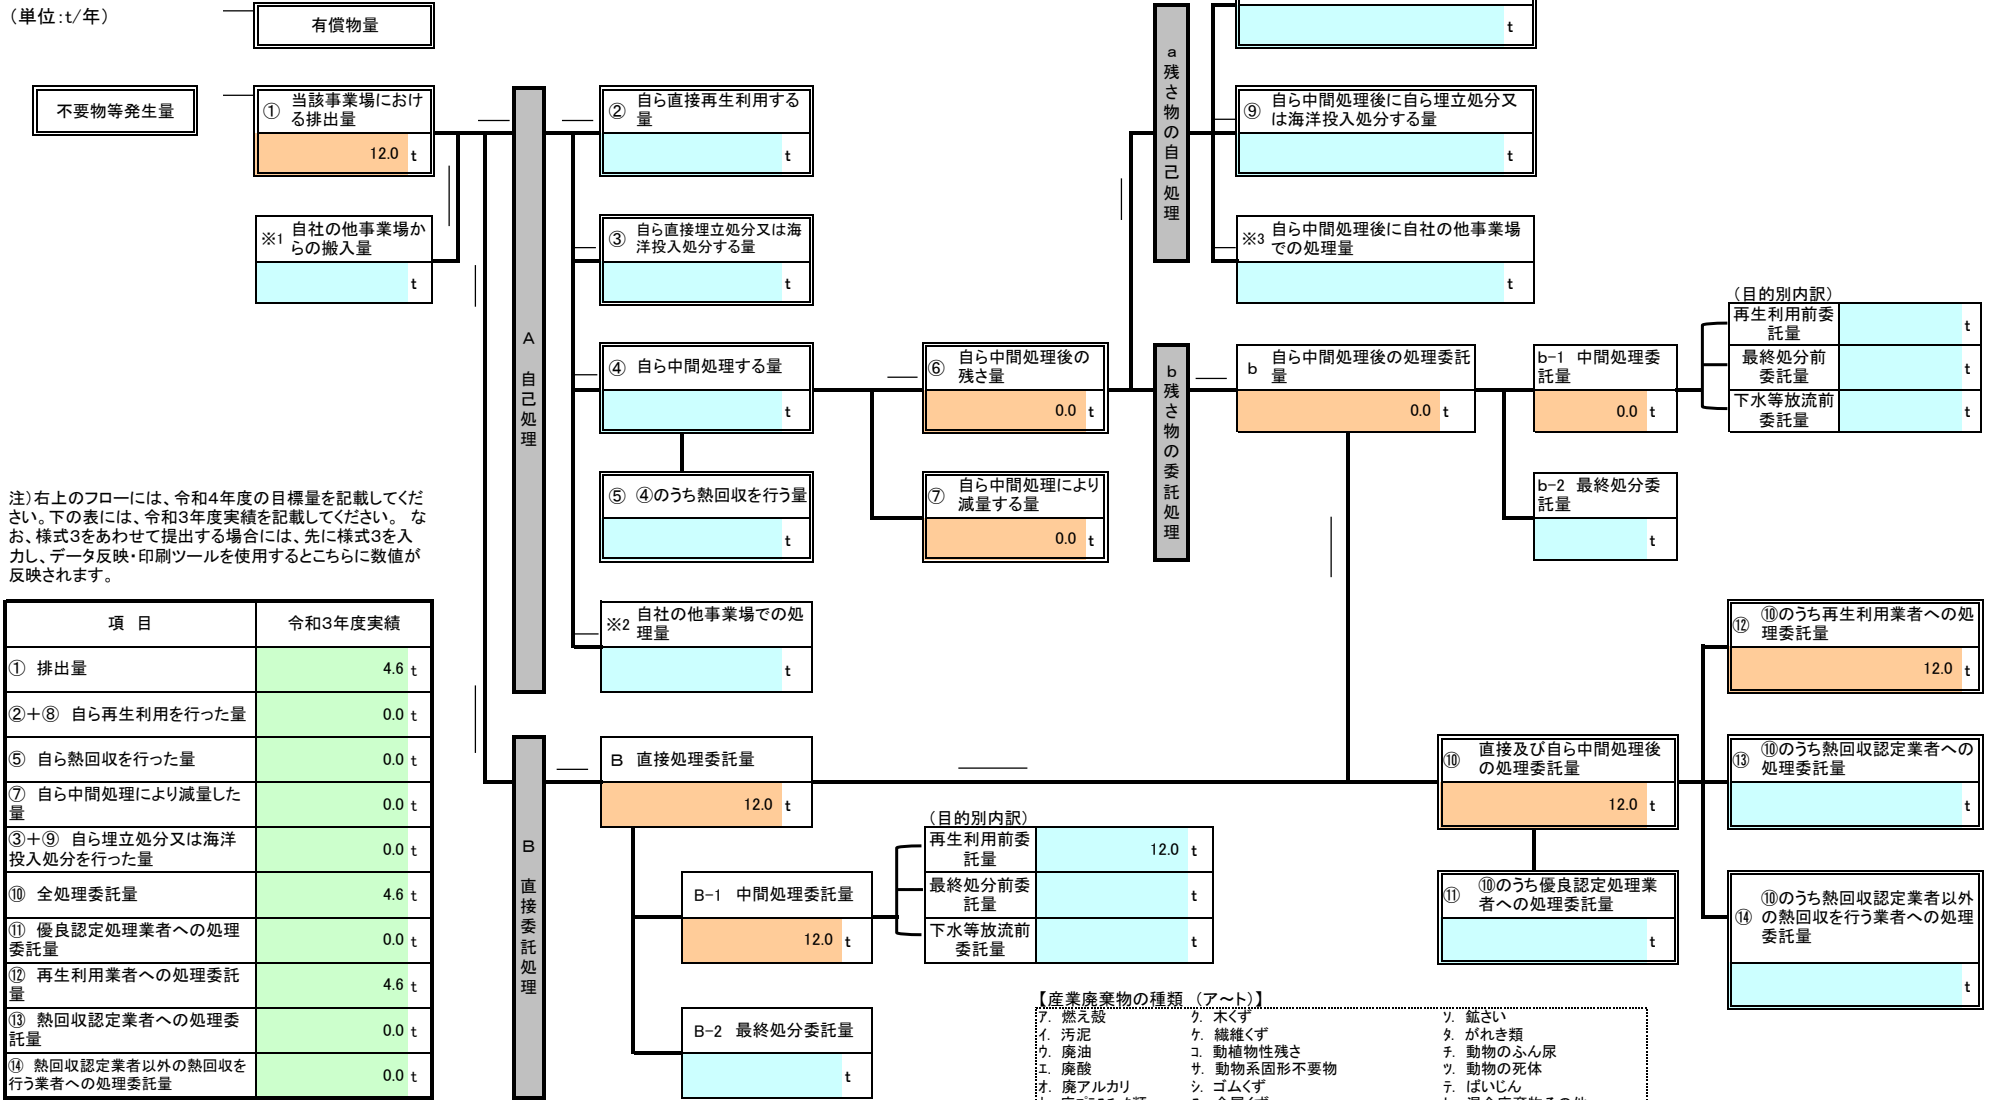 （単位：t/年）
有償物量
不要物等発生量
① 当該事業場におけ
る排出量
12.0 t
※1 自社の他事業場か
らの搬入量
t
A 自己処理
② 自ら直接再生利用する
量
t
③ 自ら直接埋立処分又は海
洋投入処分する量
t
④ 自ら中間処理する量
t
⑤ ④のうち熱回収を行う量
t
※2 自社の他事業場での処
理量
t
⑥ 自ら中間処理後の
残さ量
0.0 t
⑦ 自ら中間処理により
減量する量
0.0 t
a 残さ物の自己処理
t
⑨ 自ら中間処理後に自ら埋立処分又
は海洋投入処分する量
t
※3 自ら中間処理後に自社の他事業場
での処理量
t
b 残さ物の委託処理
b 自ら中間処理後の処理委託
量
0.0 t
b-1 中間処理委
託量
0.0 t
b-2 最終処分委
託量
t
（目的別内訳）
再生利用前委
託量
t
最終処分前
委託量
t
下水等放流前
委託量
t
注）右上のフローには、令和4年度の目標量を記載してくだ
さい。下の表には、令和3年度実績を記載してください。 な
お、様式3をあわせて提出する場合には、先に様式3を入
力し、データ反映・印刷ツールを使用するとこちらに数値が
反映されます。
項 目 令和3年度実績
① 排出量 4.6 t
②＋⑧ 自ら再生利用を行った量 0.0 t
⑤ 自ら熱回収を行った量 0.0 t
⑦ 自ら中間処理により減量した
量 0.0 t
③＋⑨ 自ら埋立処分又は海洋
投入処分を行った量 0.0 t
⑩ 全処理委託量 4.6 t
⑪ 優良認定処理業者への処理
委託量 0.0 t
⑫ 再生利用業者への処理委託
量 4.6 t
⑬ 熱回収認定業者への処理委
託量 0.0 t
⑭ 熱回収認定業者以外の熱回収を
行う業者への処理委託量 0.0 t
B 直接委託処理
B 直接処理委託量
12.0 t
B-1 中間処理委託量
12.0 t
B-2 最終処分委託量
t
（目的別内訳）
再生利用前委
託量
12.0 t
最終処分前委
託量
t
下水等放流前
委託量
t
⑩ 直接及び自ら中間処理後
の処理委託量
12.0 t
⑪ ⑩のうち優良認定処理業
者への処理委託量
t
⑫ ⑩のうち再生利用業者への処
理委託量
12.0 t
⑬ ⑩のうち熱回収認定業者への
処理委託量
t
⑭ ⑩のうち熱回収認定業者以外
の熱回収を行う業者への処理
委託量
t
【産業廃棄物の種類 （ア～ト）】
ア. 燃え殻 ク. 木くず ソ. 鉱さい
イ. 汚泥 ケ. 繊維くず タ. がれき類
ウ. 廃油 コ. 動植物性残さ チ. 動物のふん尿
エ. 廃酸 サ. 動物系固形不要物 ツ. 動物の死体
オ. 廃アルカリ シ. ゴムくず テ. ばいじん